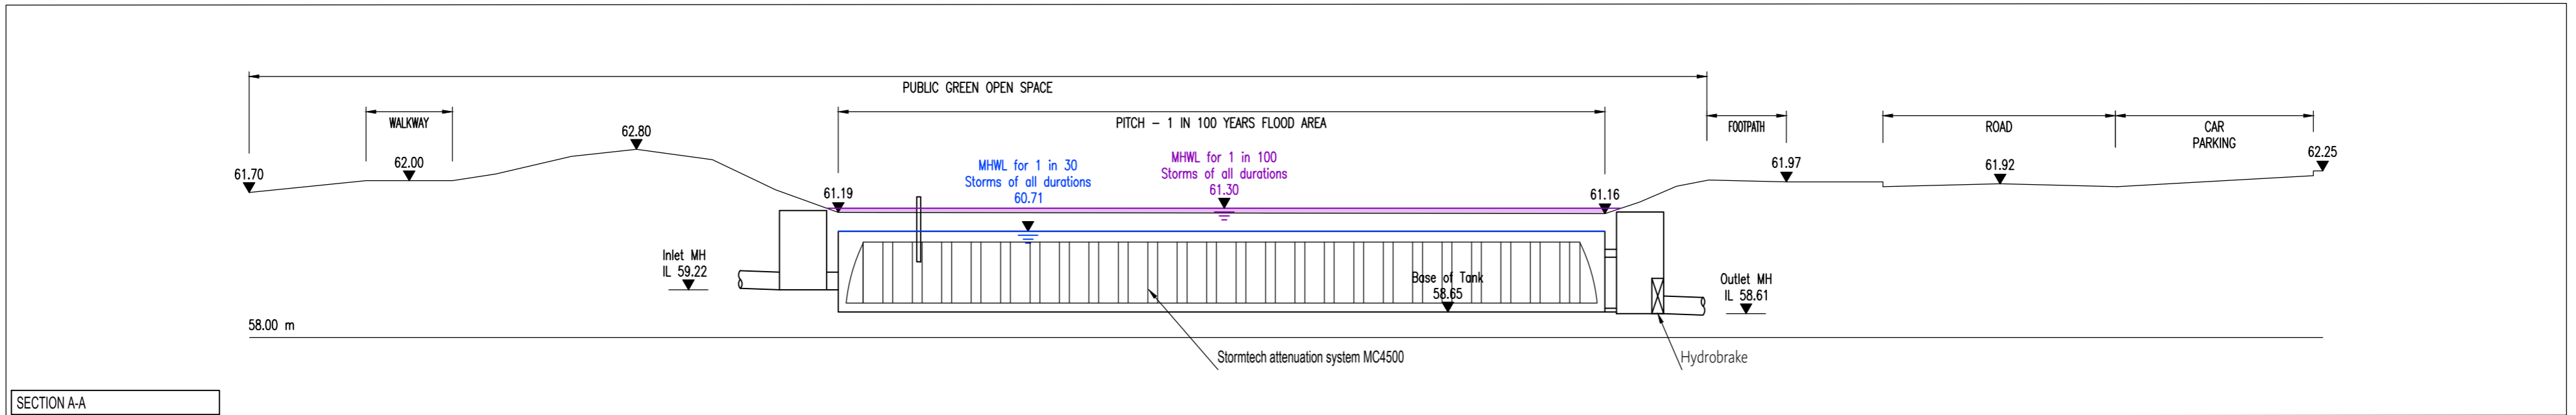 PUBLIC GREEN OPEN SPACE
WALKWAY
PITCH - 1 IN 100 YEARS FLOOD AREA
FOOTPATH
ROAD
CAR
PARKING
61.70
62.00
62.80
61.19
MHWL for 1 in 30
Storms of all durations
60.71
MHWL for 1 in 100
Storms of all durations
61.30
61.16
61.97
61.92
62.25
Inlet MH
IL 59.22
Base of Tank
58.65
Outlet MH
IL 58.61
58.00 m
Stormtech attenuation system MC4500
Hydrobrake
SECTION A-A